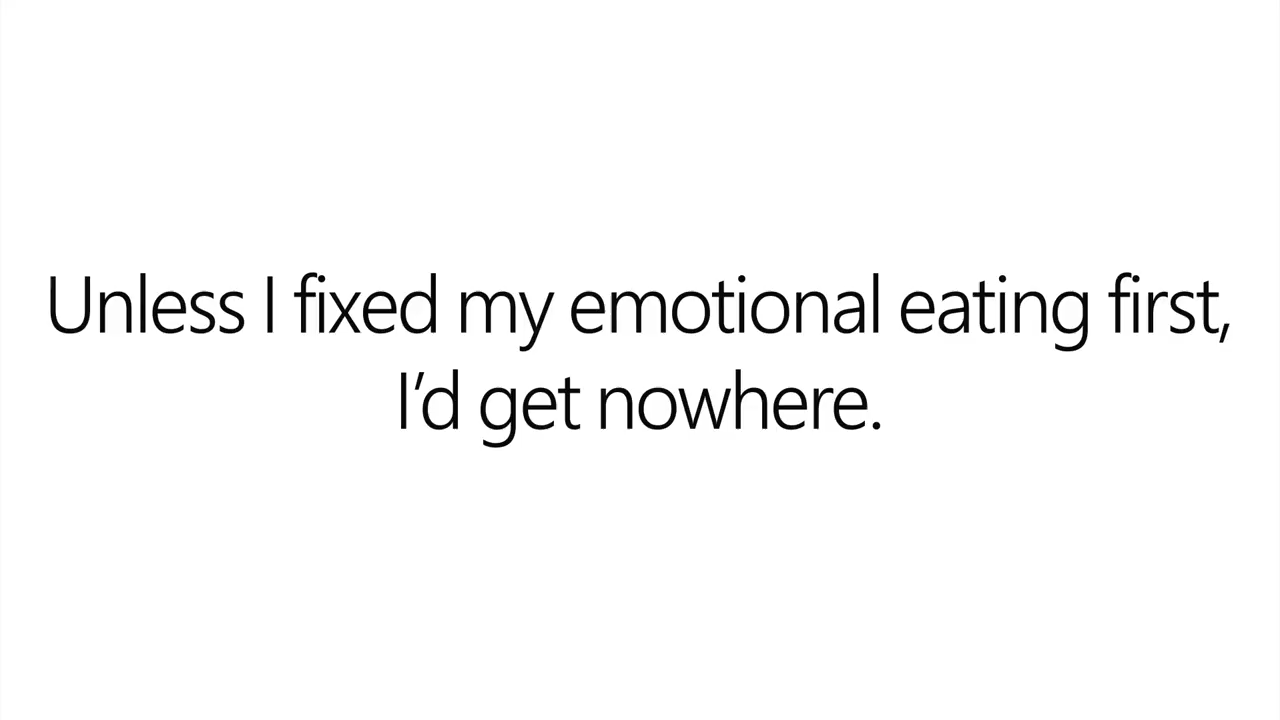 Unless I fixed my emotional eating first,
I’d get nowhere.